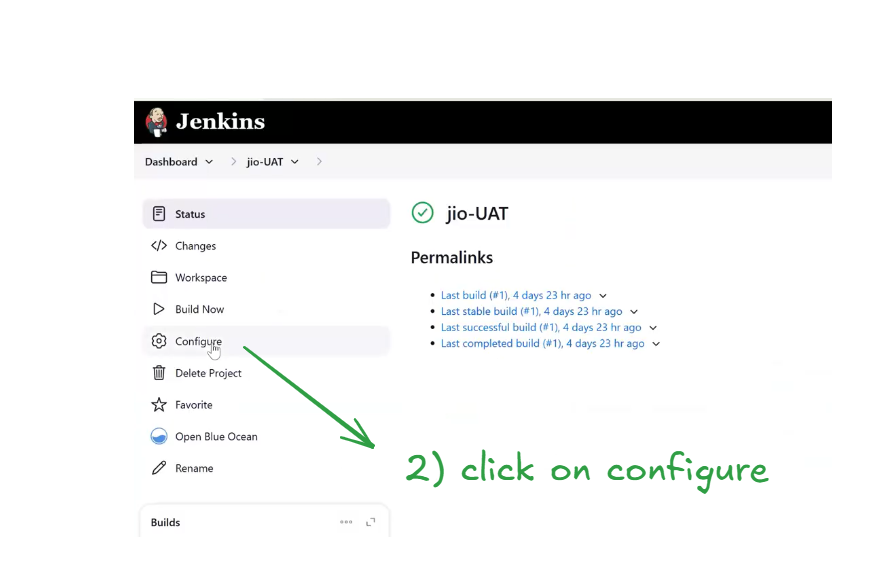 Jenkins
Dashboard jio-UAT
Status
Changes
Workspace
Build Now
Configure
Delete Project
Favorite
Open Blue Ocean
Rename
Builds
jio-UAT
Permalinks
Last build (#1), 4 days 23 hr ago
Last stable build (#1), 4 days 23 hr ago
Last successful build (#1), 4 days 23 hr ago
Last completed build (#1), 4 days 23 hr ago
2) click on configure